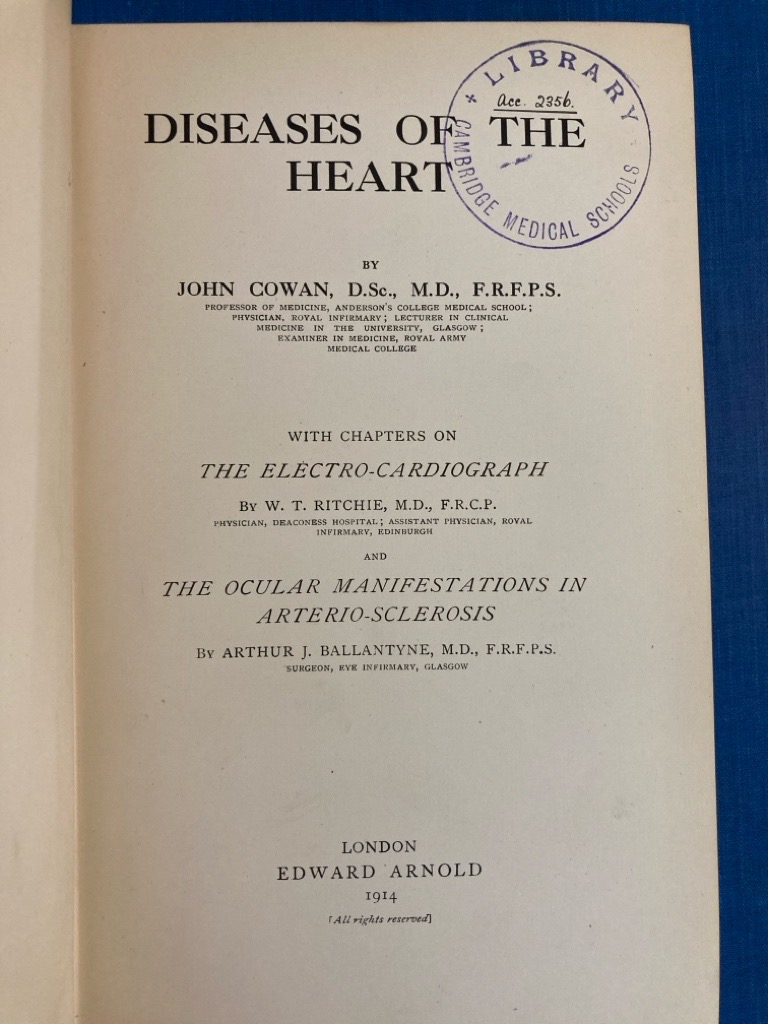 LIBRARY
Acc. 2356.
CAMBRIDGE MEDICAL SCHOOLS
DISEASES OF THE
HEART
BY
JOHN COWAN, D.Sc., M.D., F.R.F.P.S.
PROFESSOR OF MEDICINE, ANDERSON'S COLLEGE MEDICAL SCHOOL;
PHYSICIAN, ROYAL INFIRMARY; LECTURER IN CLINICAL
MEDICINE IN THE UNIVERSITY, GLASGOW;
EXAMINER IN MEDICINE, ROYAL ARMY
MEDICAL COLLEGE
WITH CHAPTERS ON
THE ELECTRO-CARDIOGRAPH
BY W. T. RITCHIE, M.D., F.R.C.P.
PHYSICIAN, DEACONESS HOSPITAL; ASSISTANT PHYSICIAN, ROYAL
INFIRMARY, EDINBURGH
AND
THE OCULAR MANIFESTATIONS IN
ARTERIO-SCLEROSIS
BY ARTHUR J. BALLANTYNE, M.D., F.R.F.P.S.
SURGEON, EYE INFIRMARY, GLASGOW
LONDON
EDWARD ARNOLD
1914
[All rights reserved]